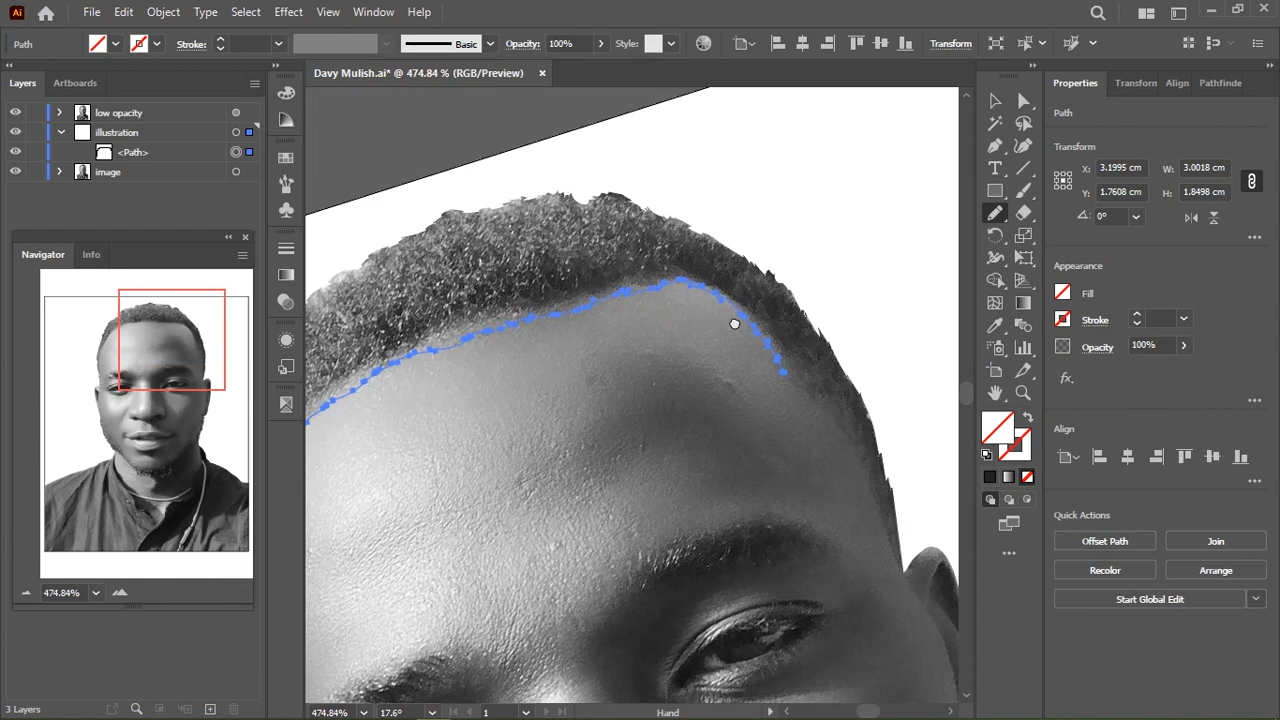 Ai File Edit Object Type Select Effect View Window Help
Path Stroke: Basic Opacity: 100% Style: Transform
Layers Artboards
low opacity
illustration
<Path>
image
Navigator Info
474.84%
3 Layers
Davy Mulish.ai* @ 474.84 % (RGB/Preview)
474.84% 17.6° 1 Hand
Properties Transform Align Pathfinde
Path
Transform
X: 3.1995 cm W: 3.0018 cm
Y: 1.7608 cm H: 1.8498 cm
0°
Appearance
Fill
Stroke
Opacity 100%
fx.
Align
Quick Actions
Offset Path Join
Recolor Arrange
Start Global Edit